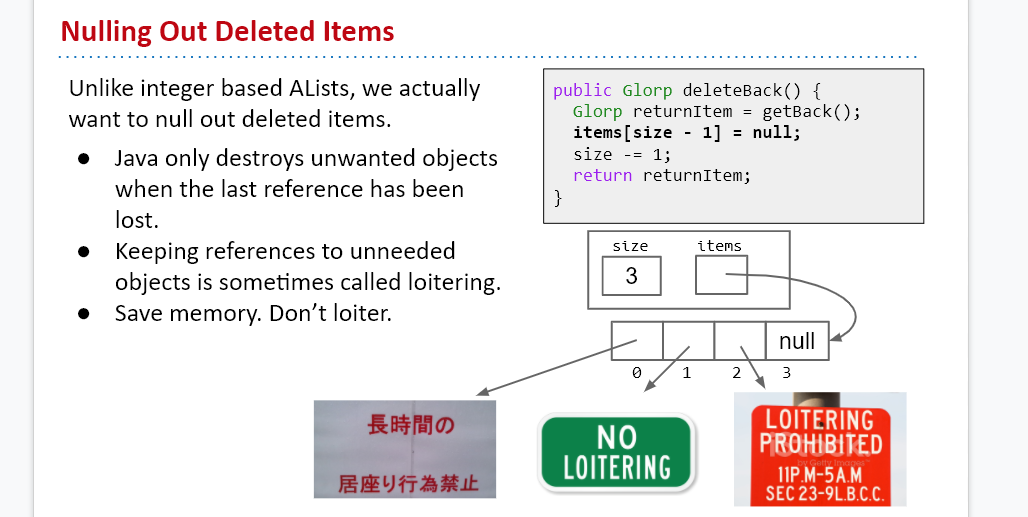 Nulling Out Deleted Items
Unlike integer based ALists, we actually
want to null out deleted items.
● Java only destroys unwanted objects
when the last reference has been
lost.
● Keeping references to unneeded
objects is sometimes called loitering.
● Save memory. Don’t loiter.
public Glorp deleteBack() {
  Glorp returnItem = getBack();
  items[size - 1] = null;
  size -= 1;
  return returnItem;
}
size items
3
null
0 1 2 3
長時間の
居座り行為禁止
NO
LOITERING
LOITERING
PROHIBITED
by Getty Images
11P.M-5A.M
SEC 23-9L.B.C.C.